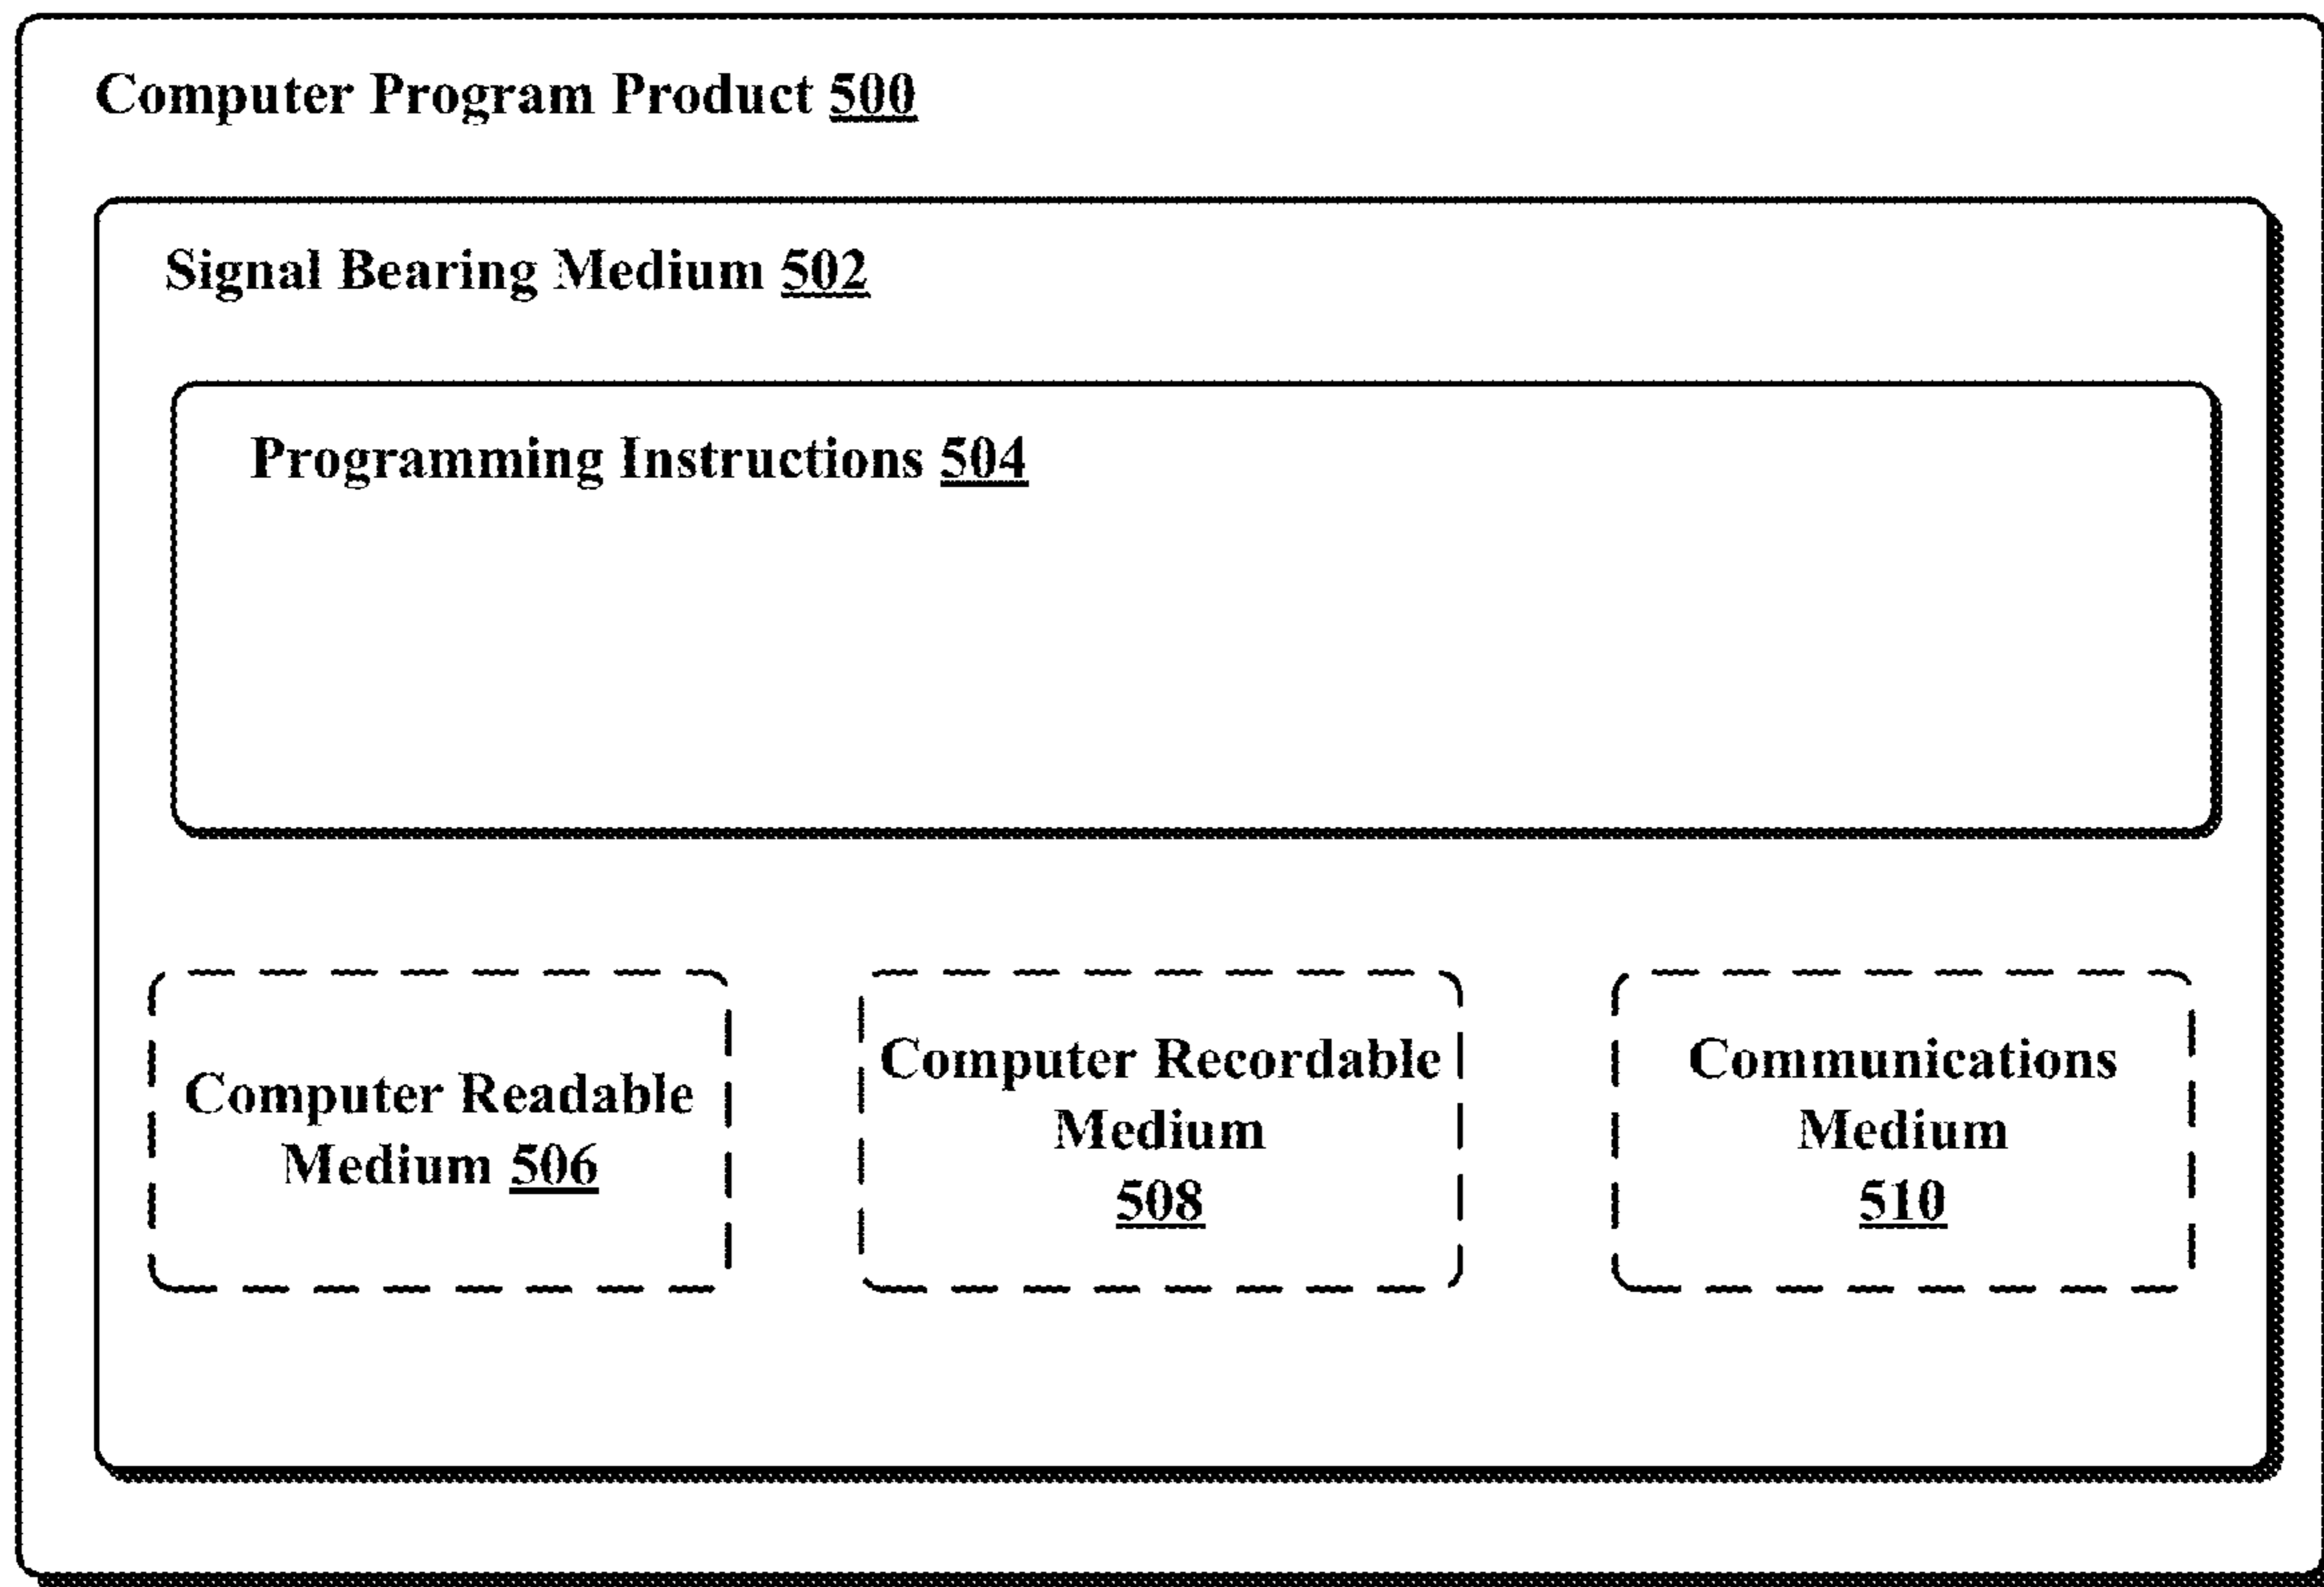 Computer Program Product 500
Signal Bearing Medium 502
Programming Instructions 504
Computer Readable
Medium 506
Computer Recordable
Medium
508
Communications
Medium
510